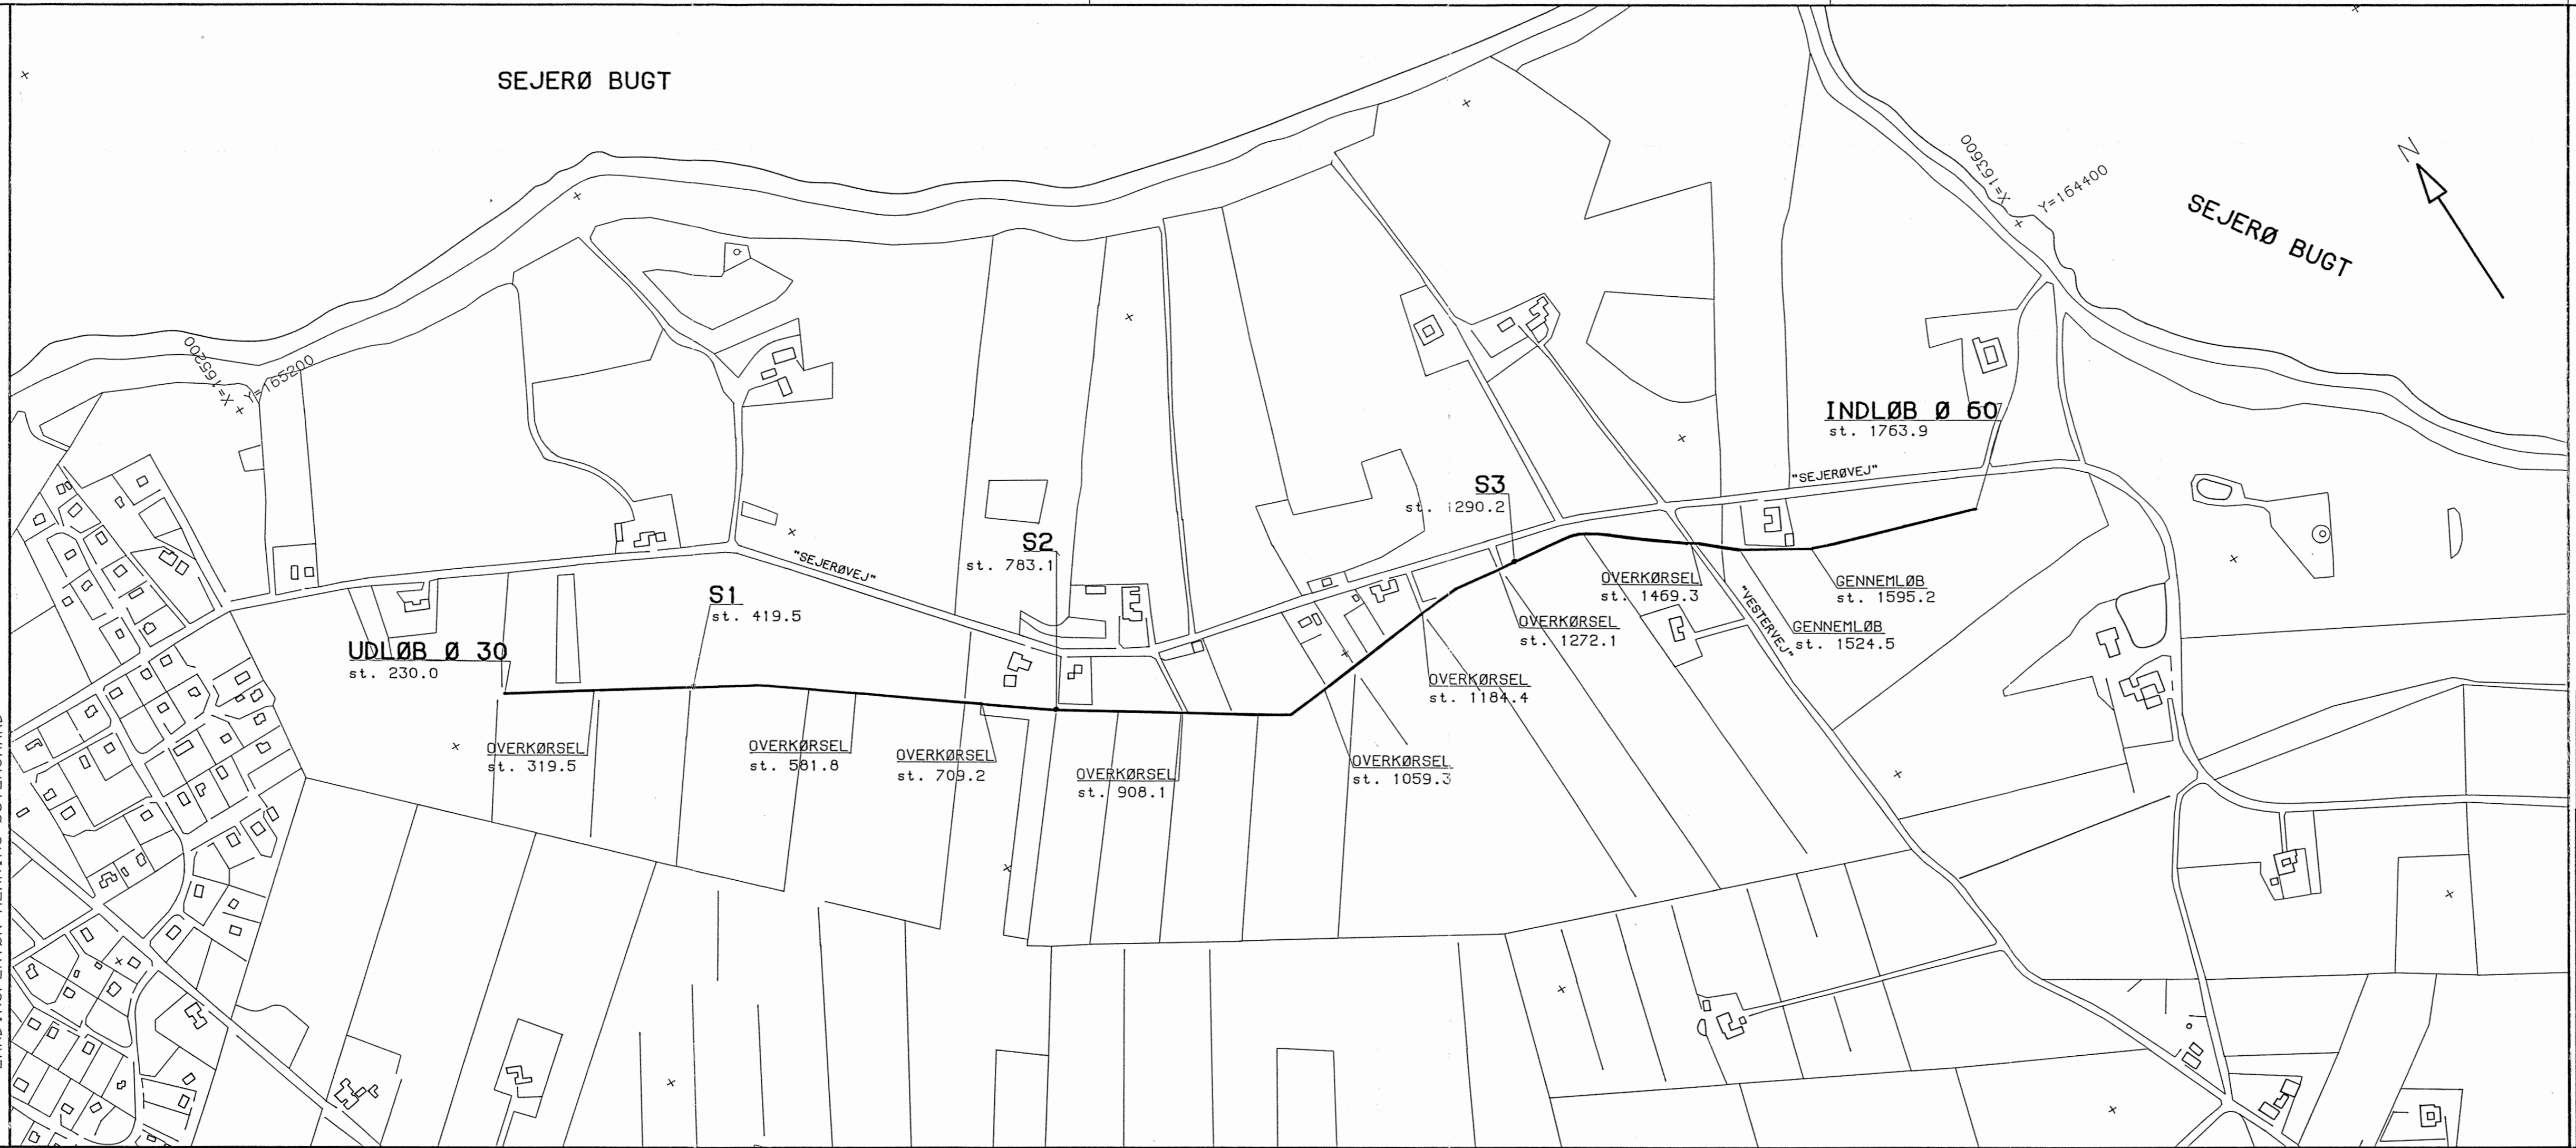 SEJERØ BUGT
X=163600
Y=164400
N
SEJERØ BUGT
X=165200
Y=165200
INDLØB Ø 60
st. 1763.9
"SEJERØVEJ"
S3
st. 1290.2
S2
st. 783.1
"SEJERØVEJ"
S1
st. 419.5
OVERKØRSEL
st. 1469.3
GENNEMLØB
st. 1595.2
"VESTERVEJ"
OVERKØRSEL
st. 1272.1
GENNEMLØB
st. 1524.5
UDLØB Ø 30
st. 230.0
OVERKØRSEL
st. 1184.4
OVERKØRSEL
st. 319.5
OVERKØRSEL
st. 581.8
OVERKØRSEL
st. 709.2
OVERKØRSEL
st. 908.1
OVERKØRSEL
st. 1059.3